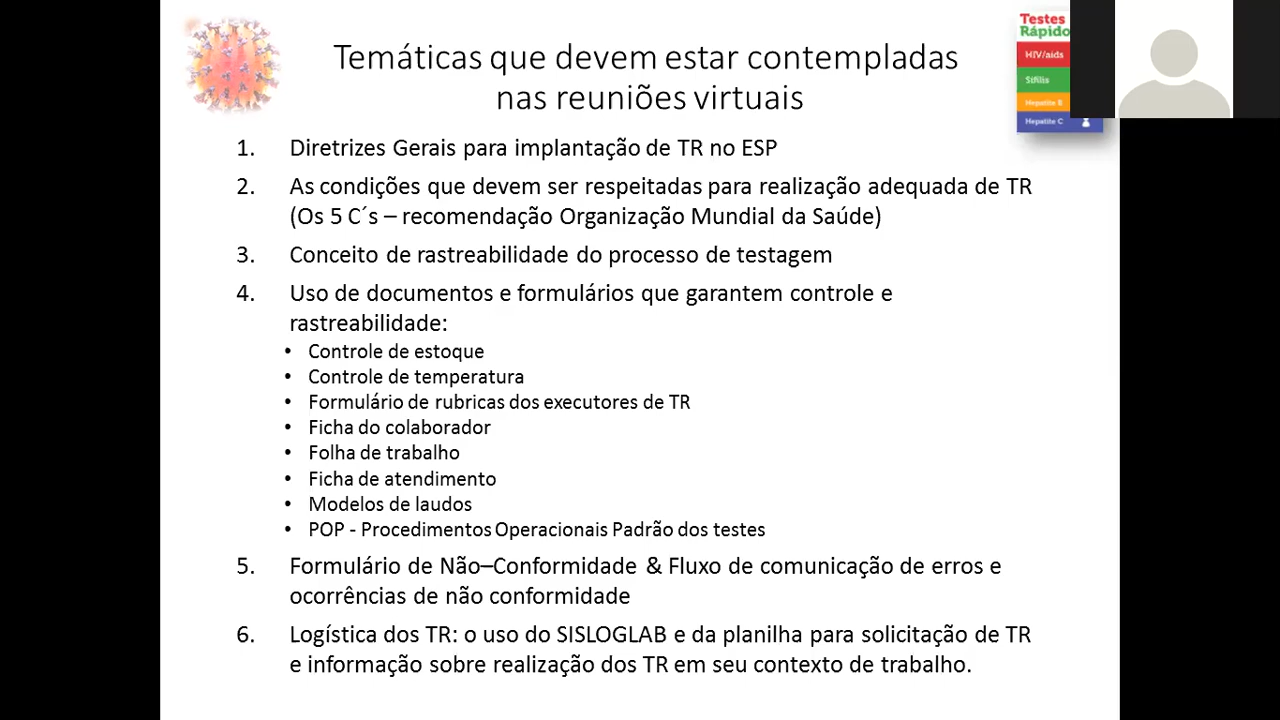 Temáticas que devem estar contempladas
nas reuniões virtuais
Testes
Rápido
HIV/aids
Sífilis
Hepatite B
Hepatite C
1. Diretrizes Gerais para implantação de TR no ESP
2. As condições que devem ser respeitadas para realização adequada de TR
(Os 5 C´s – recomendação Organização Mundial da Saúde)
3. Conceito de rastreabilidade do processo de testagem
4. Uso de documentos e formulários que garantem controle e
rastreabilidade:
• Controle de estoque
• Controle de temperatura
• Formulário de rubricas dos executores de TR
• Ficha do colaborador
• Folha de trabalho
• Ficha de atendimento
• Modelos de laudos
• POP - Procedimentos Operacionais Padrão dos testes
5. Formulário de Não–Conformidade & Fluxo de comunicação de erros e
ocorrências de não conformidade
6. Logística dos TR: o uso do SISLOGLAB e da planilha para solicitação de TR
e informação sobre realização dos TR em seu contexto de trabalho.